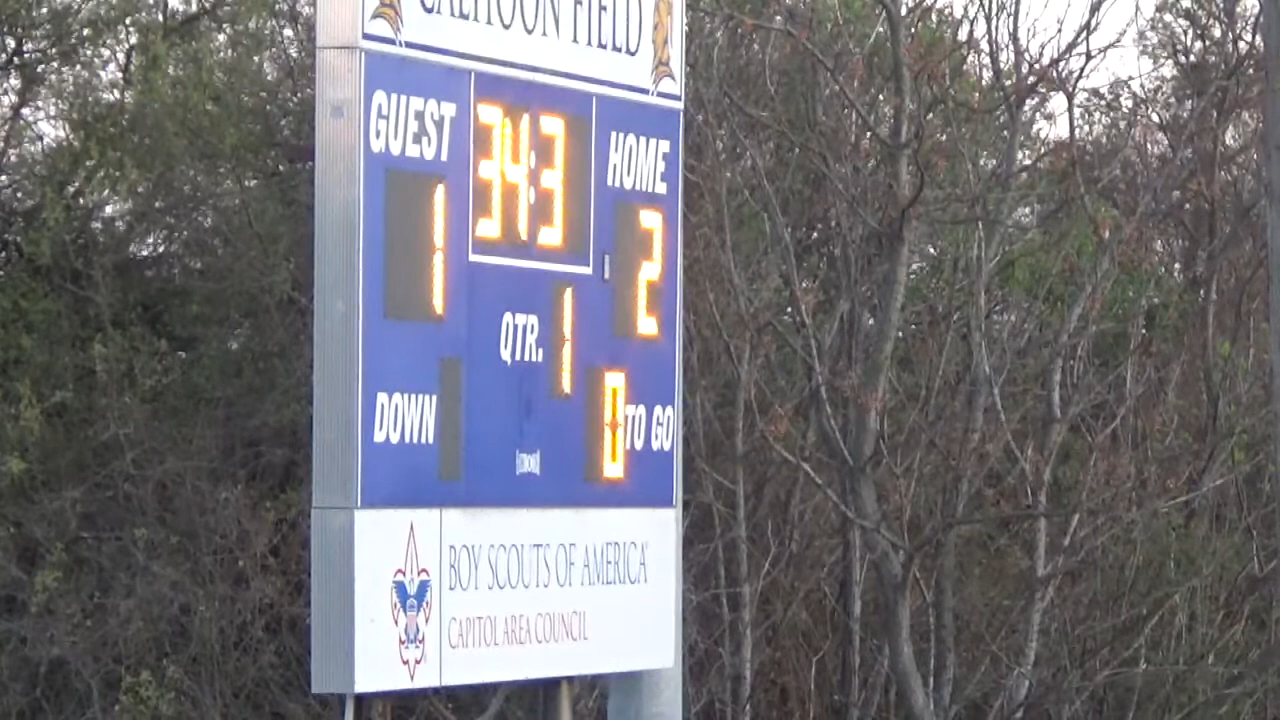 CALHOUN FIELD
GUEST 34:3 HOME
1 2
QTR. 1
DOWN 0 TO GO
BOY SCOUTS OF AMERICA
CAPITOL AREA COUNCIL